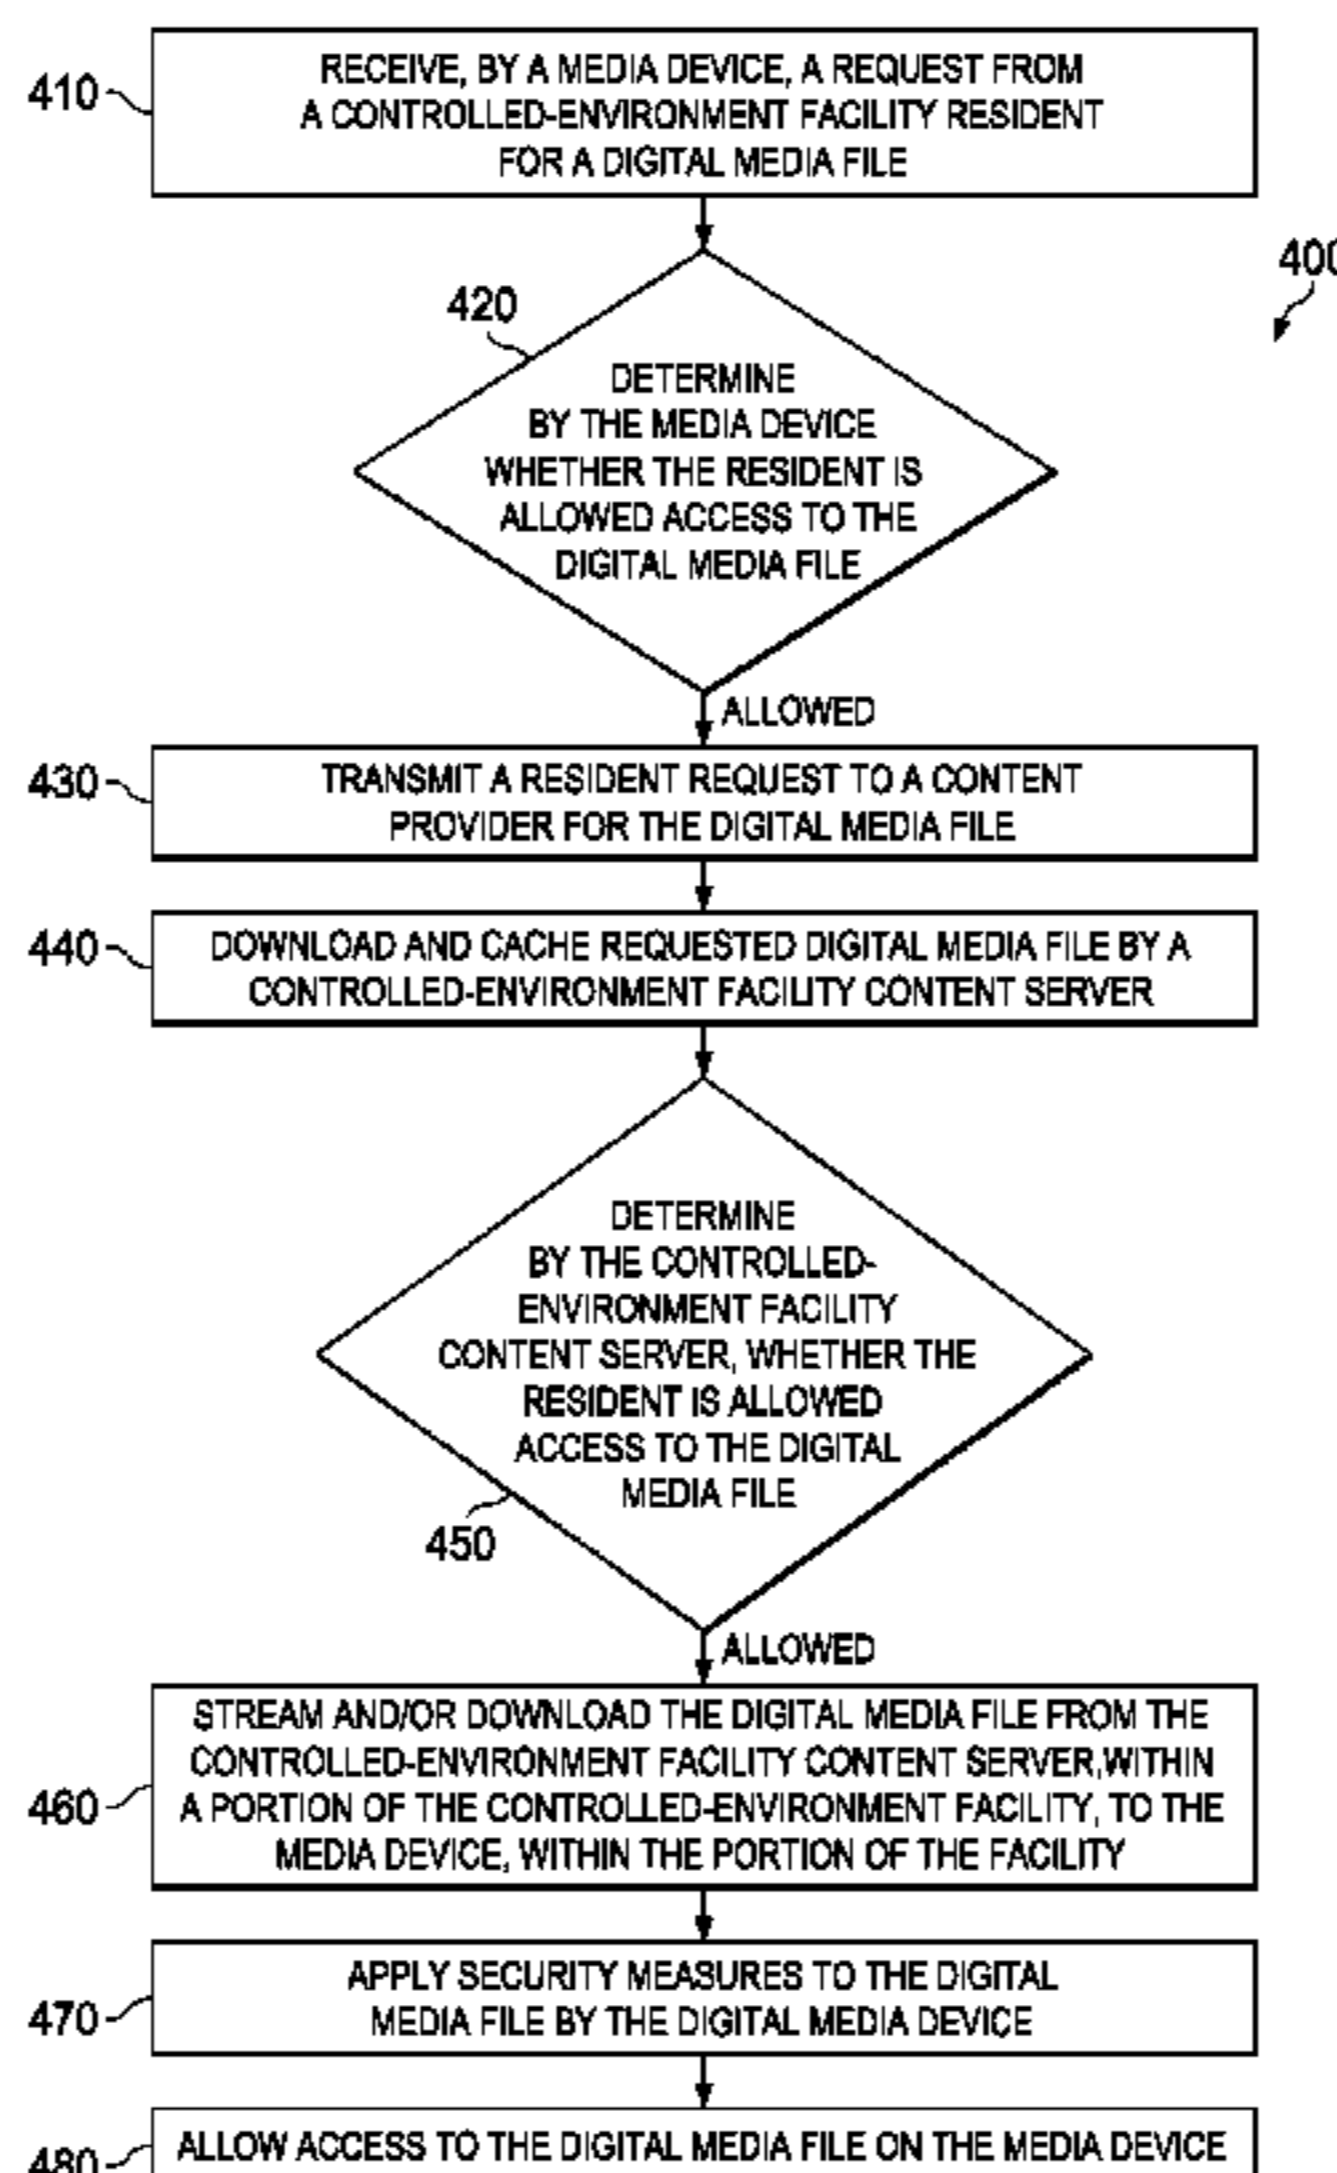 410
RECEIVE, BY A MEDIA DEVICE, A REQUEST FROM
A CONTROLLED-ENVIRONMENT FACILITY RESIDENT
FOR A DIGITAL MEDIA FILE
400
420
DETERMINE
BY THE MEDIA DEVICE
WHETHER THE RESIDENT IS
ALLOWED ACCESS TO THE
DIGITAL MEDIA FILE
ALLOWED
430
TRANSMIT A RESIDENT REQUEST TO A CONTENT
PROVIDER FOR THE DIGITAL MEDIA FILE
440
DOWNLOAD AND CACHE REQUESTED DIGITAL MEDIA FILE BY A
CONTROLLED-ENVIRONMENT FACILITY CONTENT SERVER
DETERMINE
BY THE CONTROLLED-
ENVIRONMENT FACILITY
CONTENT SERVER, WHETHER THE
RESIDENT IS ALLOWED
ACCESS TO THE DIGITAL
MEDIA FILE
450
ALLOWED
460
STREAM AND/OR DOWNLOAD THE DIGITAL MEDIA FILE FROM THE
CONTROLLED-ENVIRONMENT FACILITY CONTENT SERVER,WITHIN
A PORTION OF THE CONTROLLED-ENVIRONMENT FACILITY, TO THE
MEDIA DEVICE, WITHIN THE PORTION OF THE FACILITY
470
APPLY SECURITY MEASURES TO THE DIGITAL
MEDIA FILE BY THE DIGITAL MEDIA DEVICE
480
ALLOW ACCESS TO THE DIGITAL MEDIA FILE ON THE MEDIA DEVICE